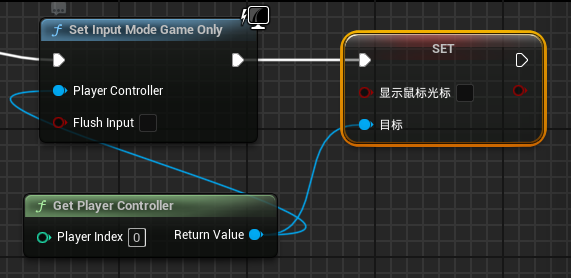 Set Input Mode Game Only
Player Controller
Flush Input
SET
显示鼠标光标
目标
Get Player Controller
Player Index 0
Return Value